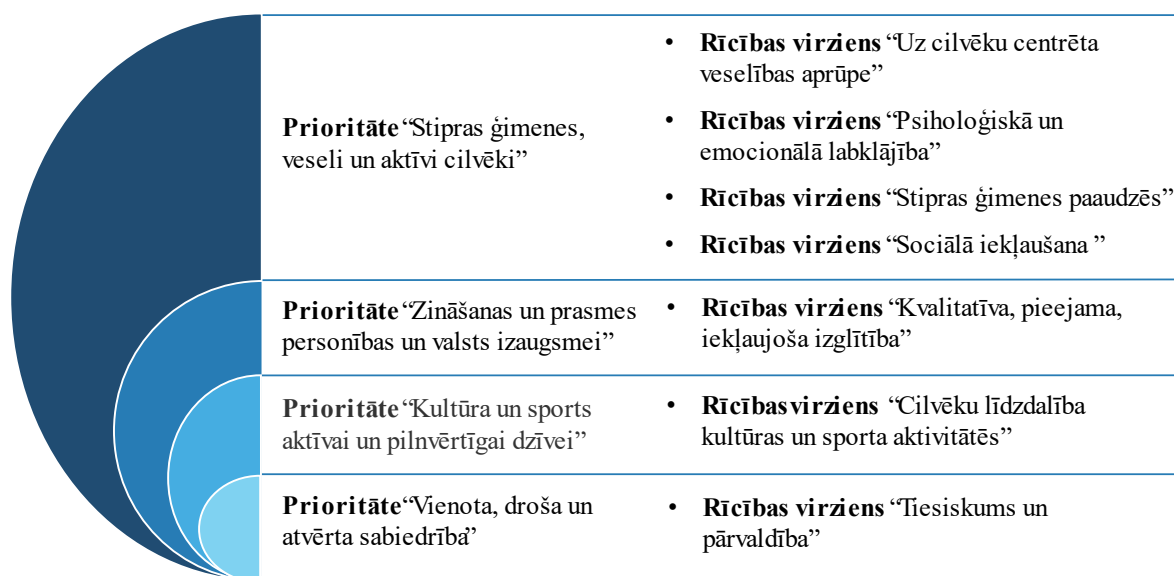 Prioritāte “Stipras ģimenes,
veseli un aktīvi cilvēki”
• Rīcības virziens “Uz cilvēku centrēta
veselības aprūpe”
• Rīcības virziens “Psiholoģiskā un
emocionālā labklājība”
• Rīcības virziens “Stipras ģimenes paaudzēs”
• Rīcības virziens “Sociālā iekļaušana ”
Prioritāte “Zināšanas un prasmes
personības un valsts izaugsmei”
• Rīcības virziens “Kvalitatīva, pieejama,
iekļaujoša izglītība”
Prioritāte “Kultūra un sports
aktīvai un pilnvērtīgai dzīvei”
• Rīcības virziens “Cilvēku līdzdalība
kultūras un sporta aktivitātēs”
Prioritāte “Vienota, droša un
atvērta sabiedrība”
• Rīcības virziens “Tiesiskums un
pārvaldība”